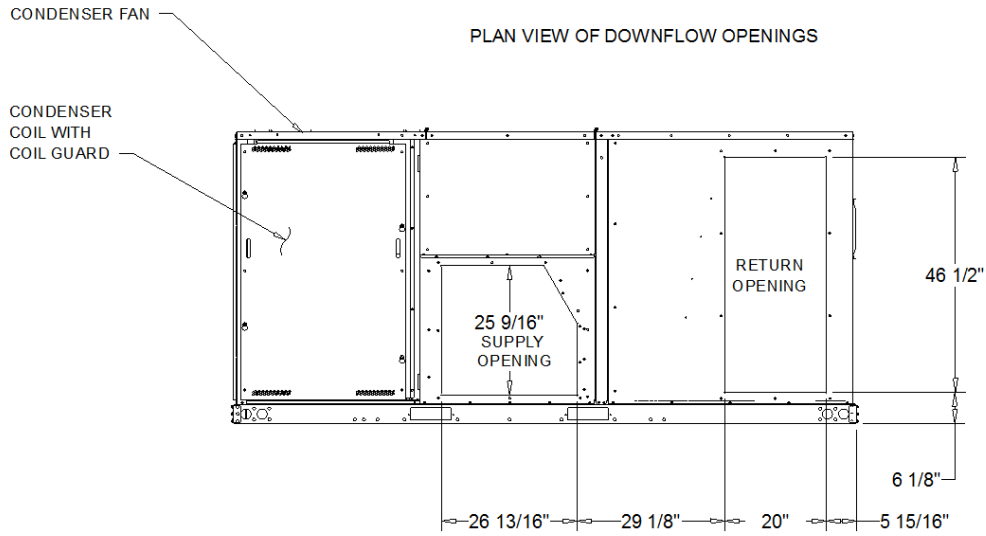 CONDENSER FAN
PLAN VIEW OF DOWNFLOW OPENINGS
CONDENSER
COIL WITH
COIL GUARD
RETURN
OPENING
46 1/2"
25 9/16"
SUPPLY
OPENING
6 1/8"
26 13/16"
29 1/8"
20"
5 15/16"